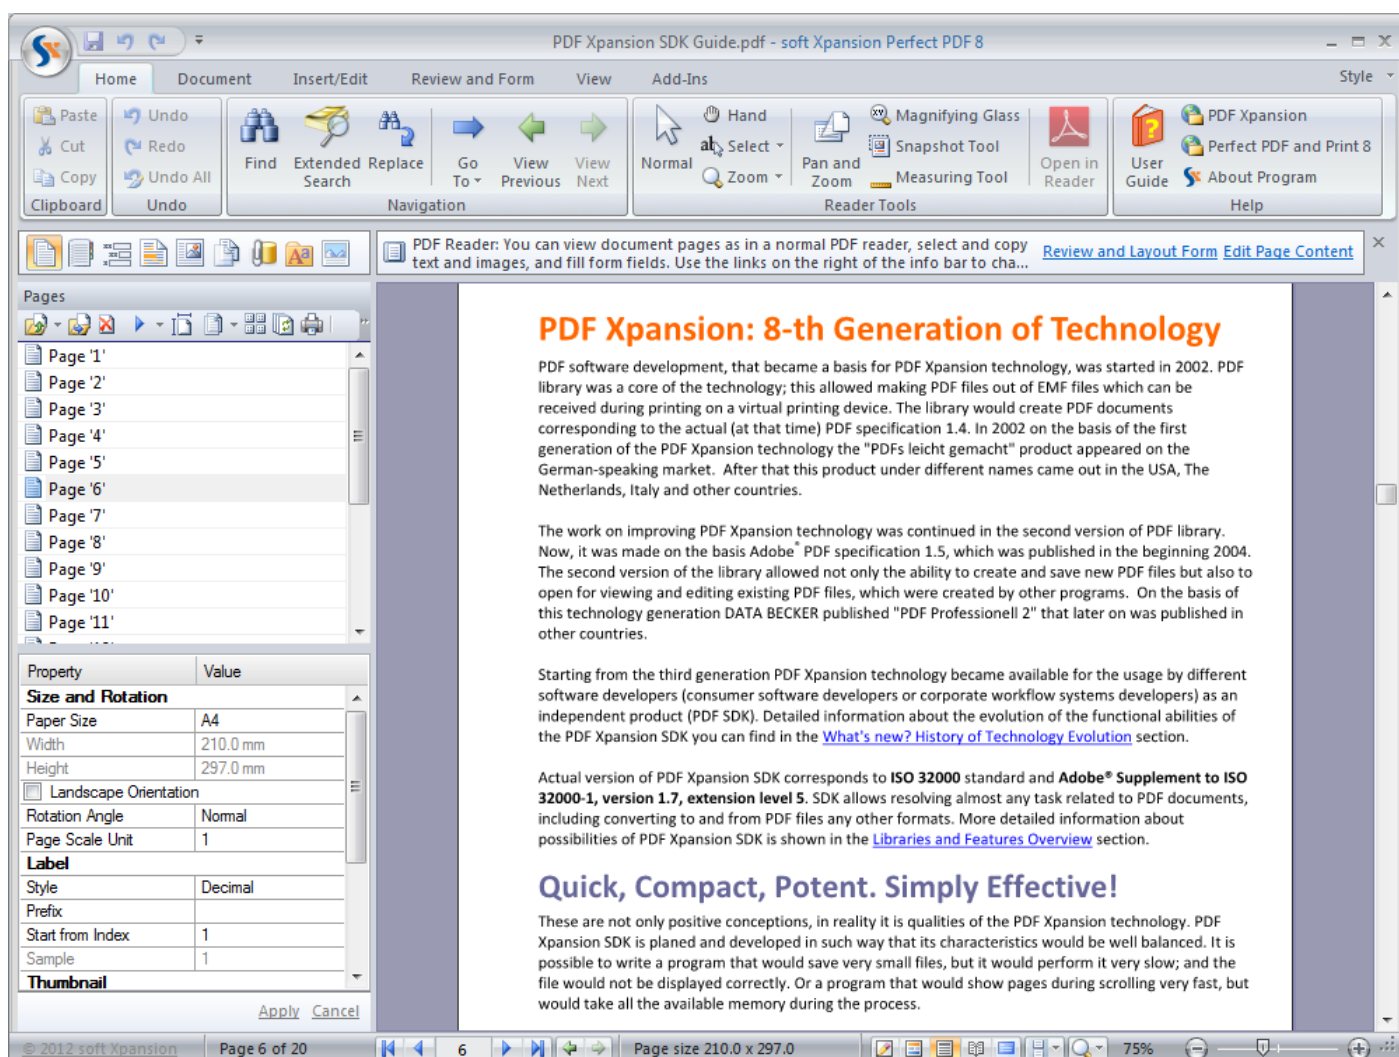 PDF Xpansion SDK Guide.pdf - soft Xpansion Perfect PDF 8
Home Document Insert/Edit Review and Form View Add-Ins Style
Paste
Cut
Copy
Clipboard
Undo
Redo
Undo All
Undo
Find
Extended Search
Replace
Go To
View Previous
View Next
Navigation
Normal
Hand
Select
Zoom
Pan and Zoom
Magnifying Glass
Snapshot Tool
Measuring Tool
Open in Reader
Reader Tools
User Guide
PDF Xpansion
Perfect PDF and Print 8
About Program
Help
PDF Reader: You can view document pages as in a normal PDF reader, select and copy
text and images, and fill form fields. Use the links on the right of the info bar to cha...
Review and Layout Form Edit Page Content
Pages
Page '1'
Page '2'
Page '3'
Page '4'
Page '5'
Page '6'
Page '7'
Page '8'
Page '9'
Page '10'
Page '11'
Property Value
Size and Rotation
Paper Size A4
Width 210.0 mm
Height 297.0 mm
Landscape Orientation
Rotation Angle Normal
Page Scale Unit 1
Label
Style Decimal
Prefix
Start from Index 1
Sample 1
Thumbnail
Apply Cancel
PDF Xpansion: 8-th Generation of Technology
PDF software development, that became a basis for PDF Xpansion technology, was started in 2002. PDF
library was a core of the technology; this allowed making PDF files out of EMF files which can be
received during printing on a virtual printing device. The library would create PDF documents
corresponding to the actual (at that time) PDF specification 1.4. In 2002 on the basis of the first
generation of the PDF Xpansion technology the "PDFs leicht gemacht" product appeared on the
German-speaking market.  After that this product under different names came out in the USA, The
Netherlands, Italy and other countries.
The work on improving PDF Xpansion technology was continued in the second version of PDF library.
Now, it was made on the basis Adobe® PDF specification 1.5, which was published in the beginning 2004.
The second version of the library allowed not only the ability to create and save new PDF files but also to
open for viewing and editing existing PDF files, which were created by other programs.  On the basis of
this technology generation DATA BECKER published "PDF Professionell 2" that later on was published in
other countries.
Starting from the third generation PDF Xpansion technology became available for the usage by different
software developers (consumer software developers or corporate workflow systems developers) as an
independent product (PDF SDK). Detailed information about the evolution of the functional abilities of
the PDF Xpansion SDK you can find in the What's new? History of Technology Evolution section.
Actual version of PDF Xpansion SDK corresponds to ISO 32000 standard and Adobe® Supplement to ISO
32000-1, version 1.7, extension level 5. SDK allows resolving almost any task related to PDF documents,
including converting to and from PDF files any other formats. More detailed information about
possibilities of PDF Xpansion SDK is shown in the Libraries and Features Overview section.
Quick, Compact, Potent. Simply Effective!
These are not only positive conceptions, in reality it is qualities of the PDF Xpansion technology. PDF
Xpansion SDK is planed and developed in such way that its characteristics would be well balanced. It is
possible to write a program that would save very small files, but it would perform it very slow; and the
file would not be displayed correctly. Or a program that would show pages during scrolling very fast, but
would take all the available memory during the process.
© 2012 soft Xpansion Page 6 of 20 6 Page size 210.0 x 297.0 75%